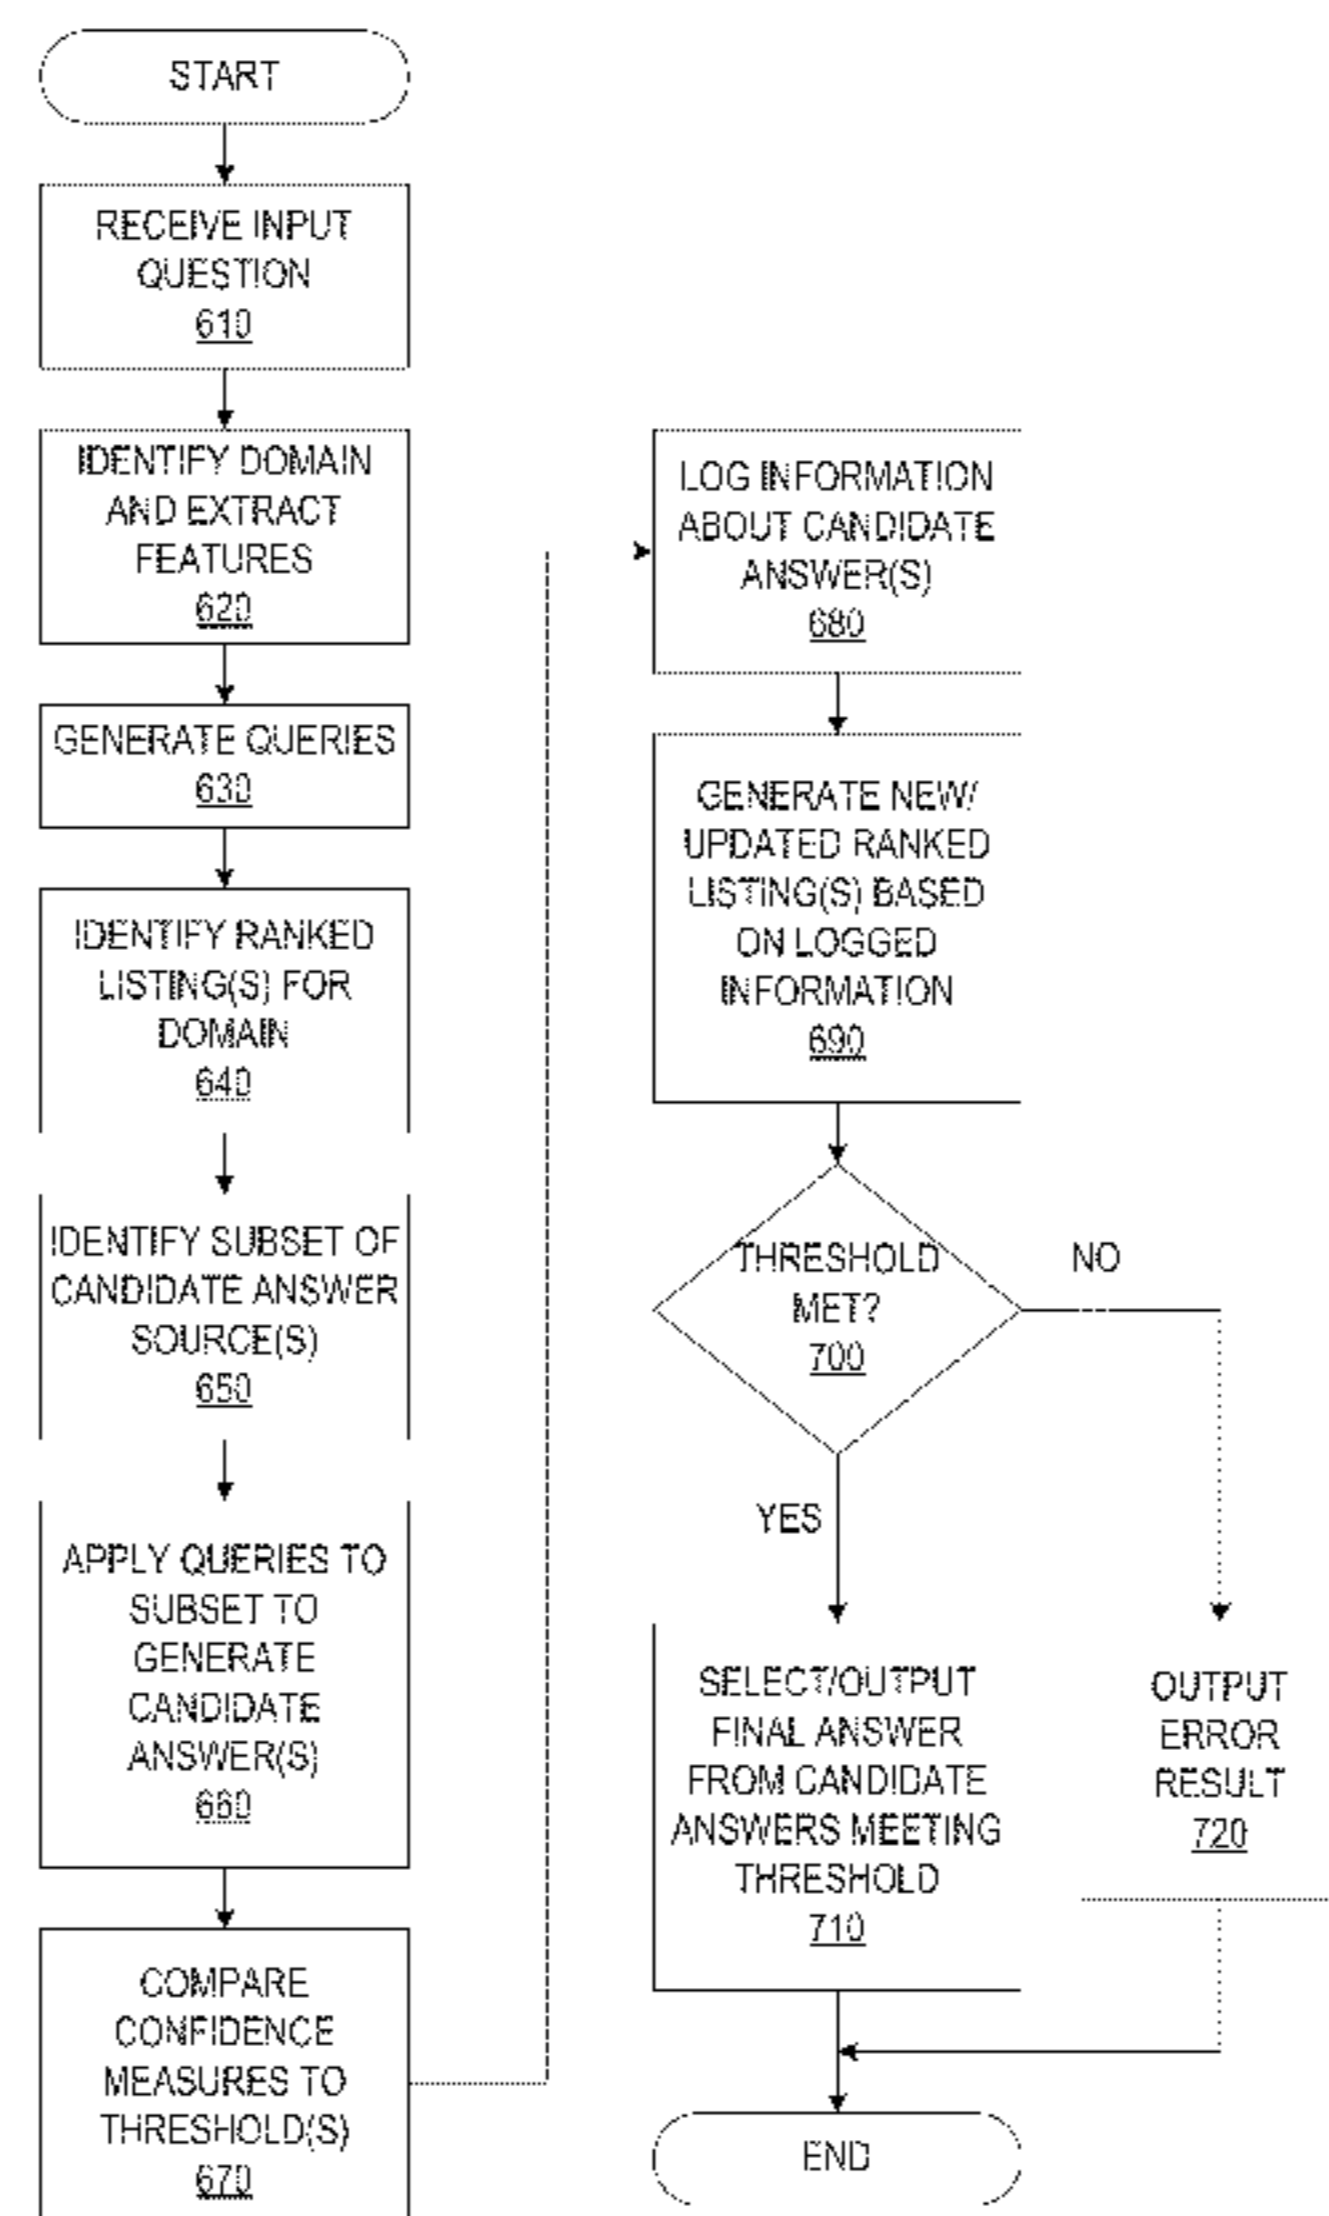 START
RECEIVE INPUT
QUESTION
610
IDENTIFY DOMAIN
AND EXTRACT
FEATURES
620
GENERATE QUERIES
630
IDENTIFY RANKED
LISTING(S) FOR
DOMAIN
640
IDENTIFY SUBSET OF
CANDIDATE ANSWER
SOURCE(S)
650
APPLY QUERIES TO
SUBSET TO
GENERATE
CANDIDATE
ANSWER(S)
660
COMPARE
CONFIDENCE
MEASURES TO
THRESHOLD(S)
670
LOG INFORMATION
ABOUT CANDIDATE
ANSWER(S)
680
GENERATE NEW/
UPDATED RANKED
LISTING(S) BASED
ON LOGGED
INFORMATION
690
THRESHOLD
MET?
700
NO
YES
SELECT/OUTPUT
FINAL ANSWER
FROM CANDIDATE
ANSWERS MEETING
THRESHOLD
710
OUTPUT
ERROR
RESULT
720
END